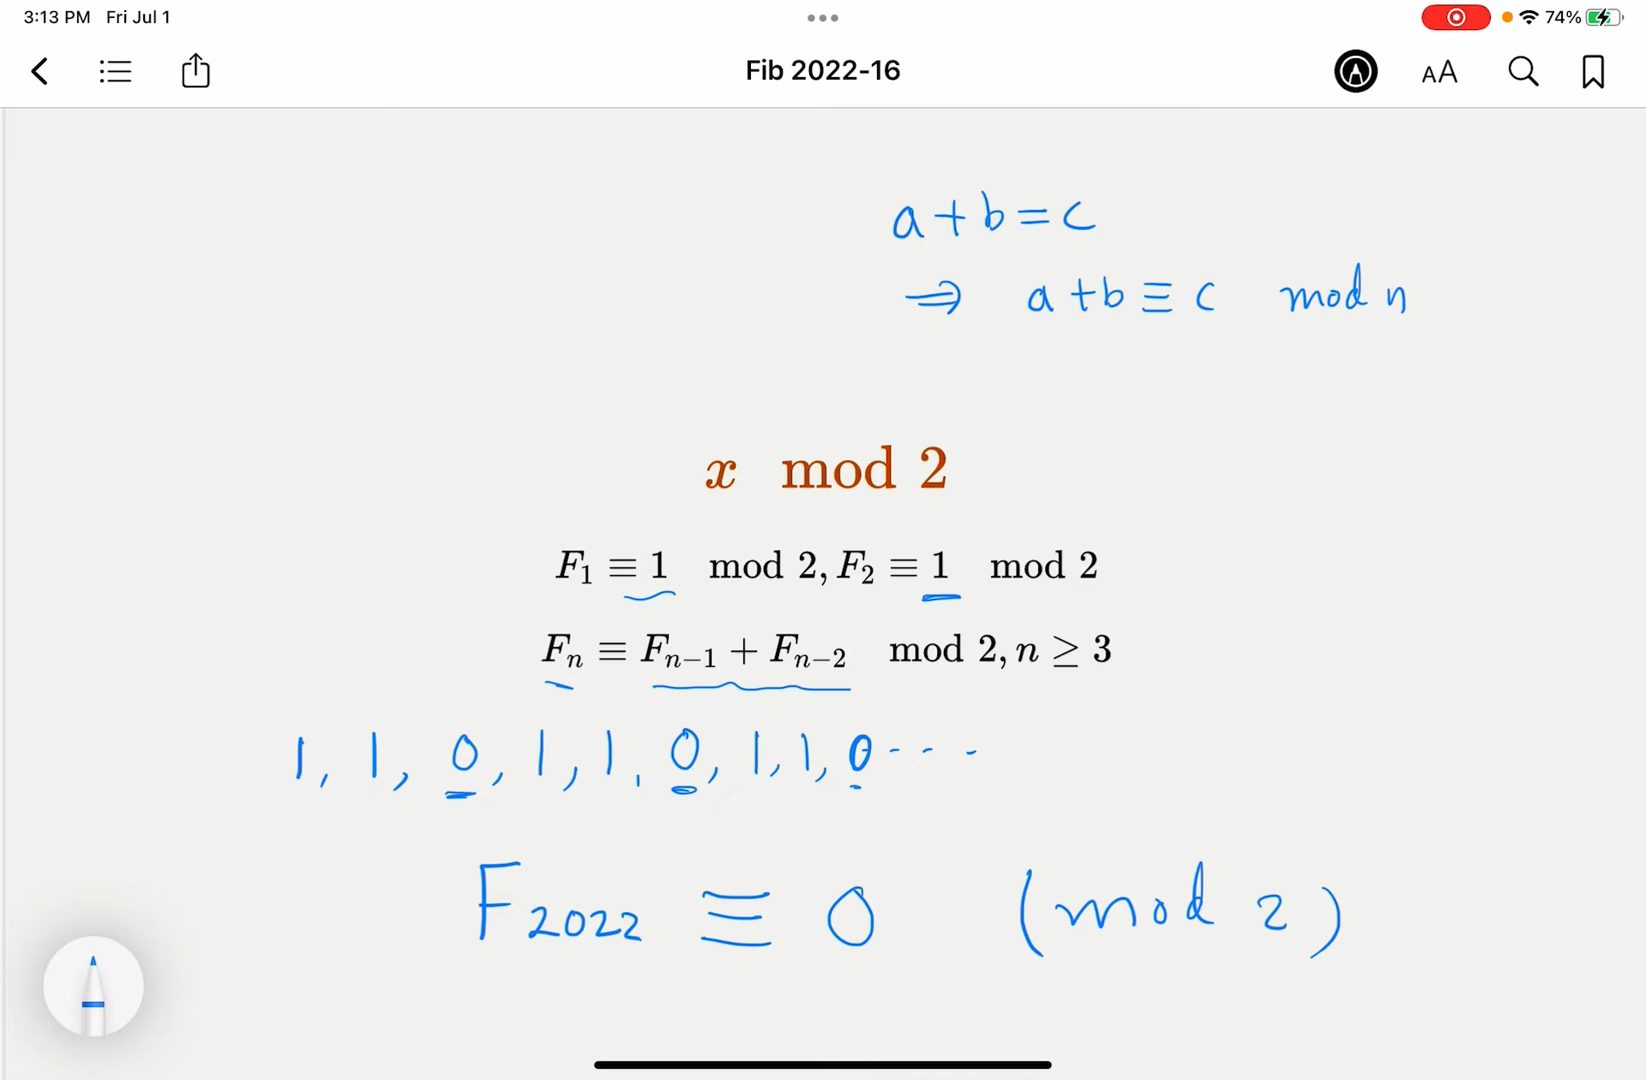 3:13 PM Fri Jul 1
74%
Fib 2022-16
AA
a+b=c
⇒ a+b≡c mod n
x mod 2
F₁ ≡ 1 mod 2, F₂ ≡ 1 mod 2
Fₙ ≡ Fₙ₋₁ + Fₙ₋₂ mod 2, n ≥ 3
1, 1, 0, 1, 1, 0, 1, 1, 0 ----
F₂₀₂₂ ≡ 0 (mod 2)